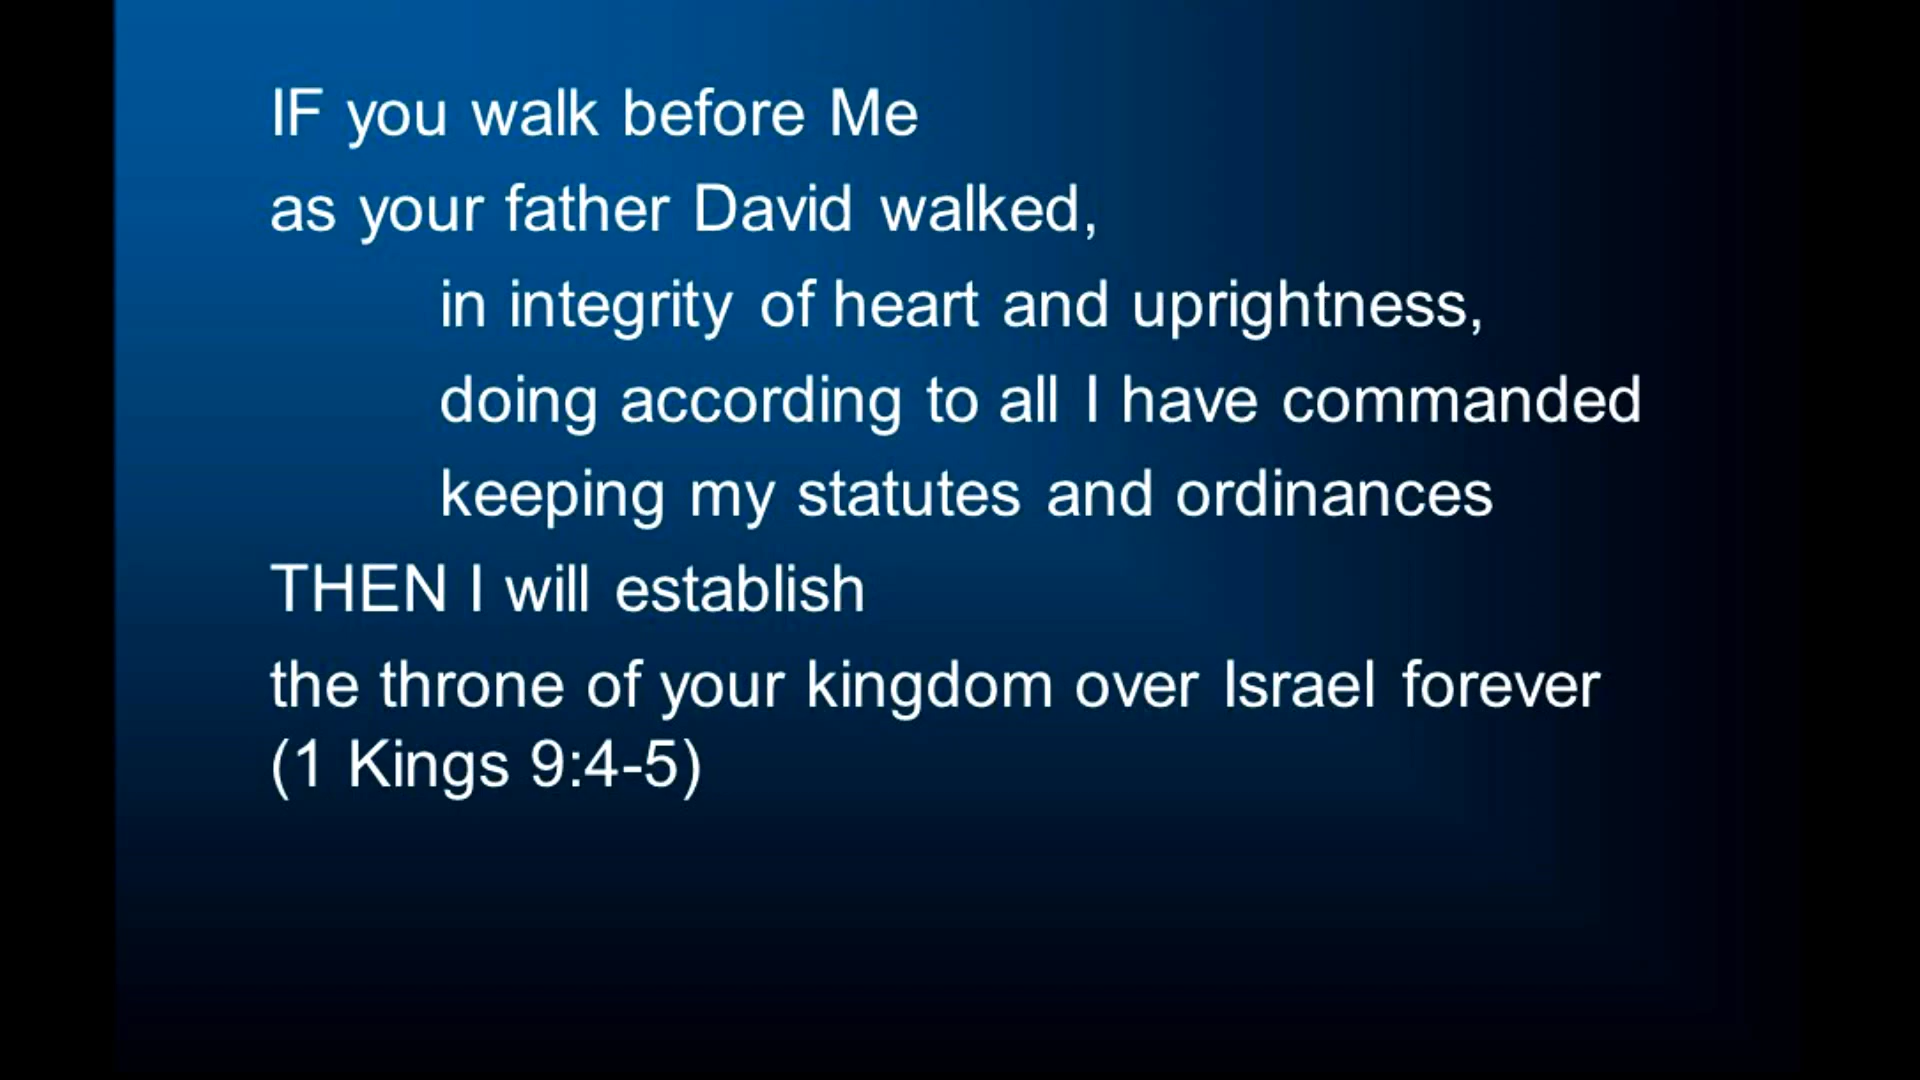 IF you walk before Me
as your father David walked,
in integrity of heart and uprightness,
doing according to all I have commanded
keeping my statutes and ordinances
THEN I will establish
the throne of your kingdom over Israel forever
(1 Kings 9:4-5)